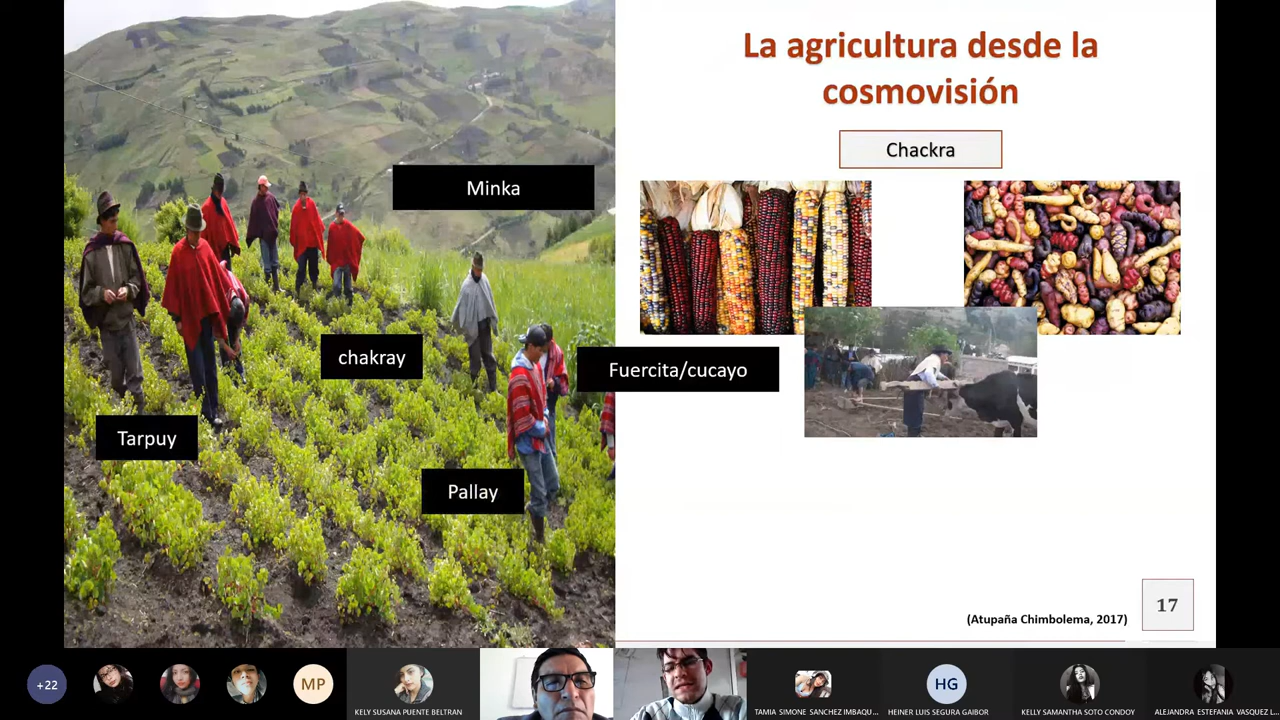 La agricultura desde la
cosmovisión
Chackra
Minka
chakray
Fuercita/cucayo
Tarpuy
Pallay
(Atupaña Chimbolema, 2017)
17
+22
MP
KELY SUSANA PUENTE BELTRAN
TAMIA SIMONE SANCHEZ IMBAQU...
HG
HEINER LUIS SEGURA GAIBOR
KELLY SAMANTHA SOTO CONDOY
ALEJANDRA ESTEFANIA VASQUEZ L...